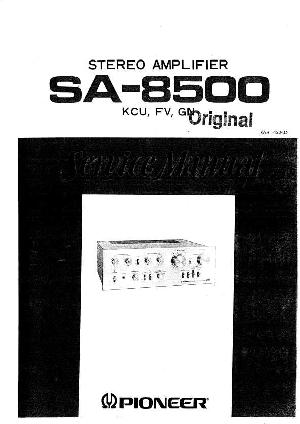 STEREO AMPLIFIER
SA-8500
KCU, FV, GN
Original
Service Manual
PIONEER